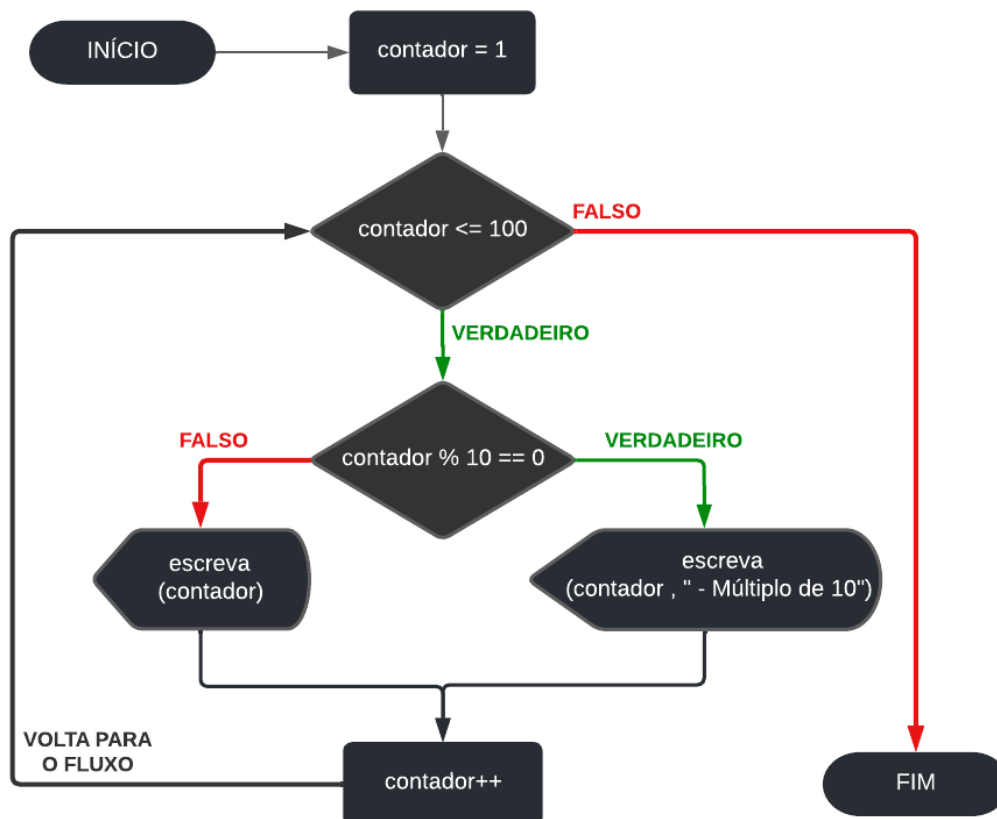 INÍCIO
contador = 1
contador <= 100
FALSO
VERDADEIRO
FALSO
contador % 10 == 0
VERDADEIRO
escreva
(contador)
escreva
(contador , " - Múltiplo de 10")
VOLTA PARA
O FLUXO
contador++
FIM